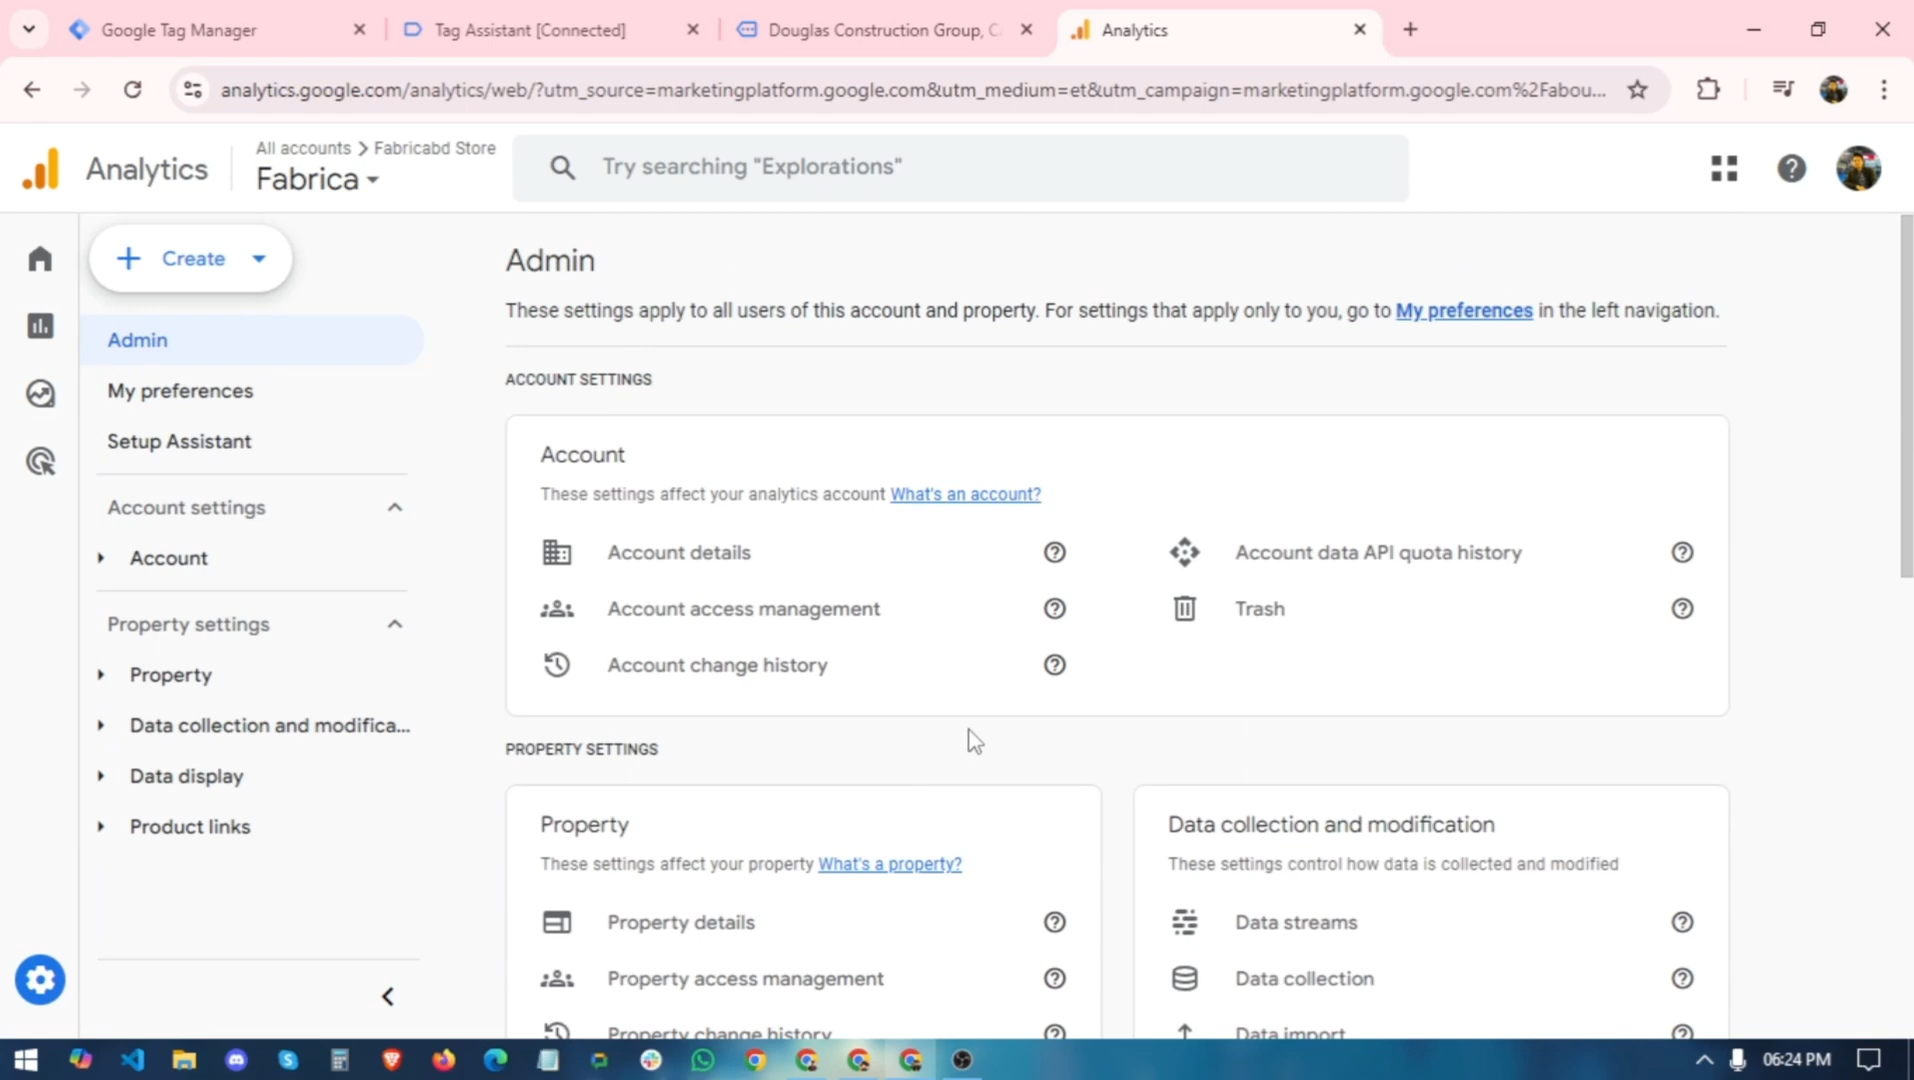 Google Tag Manager
Tag Assistant [Connected]
Douglas Construction Group, C
Analytics
analytics.google.com/analytics/web/?utm_source=marketingplatform.google.com&utm_medium=et&utm_campaign=marketingplatform.google.com%2Fabou...
Analytics
All accounts > Fabricabd Store
Fabrica
Try searching "Explorations"
Create
Admin
My preferences
Setup Assistant
Account settings
Account
Property settings
Property
Data collection and modifica...
Data display
Product links
Admin
These settings apply to all users of this account and property. For settings that apply only to you, go to My preferences in the left navigation.
ACCOUNT SETTINGS
Account
These settings affect your analytics account What's an account?
Account details
Account data API quota history
Account access management
Trash
Account change history
PROPERTY SETTINGS
Property
These settings affect your property What's a property?
Property details
Property access management
Property change history
Data collection and modification
These settings control how data is collected and modified
Data streams
Data collection
Data import
06:24 PM